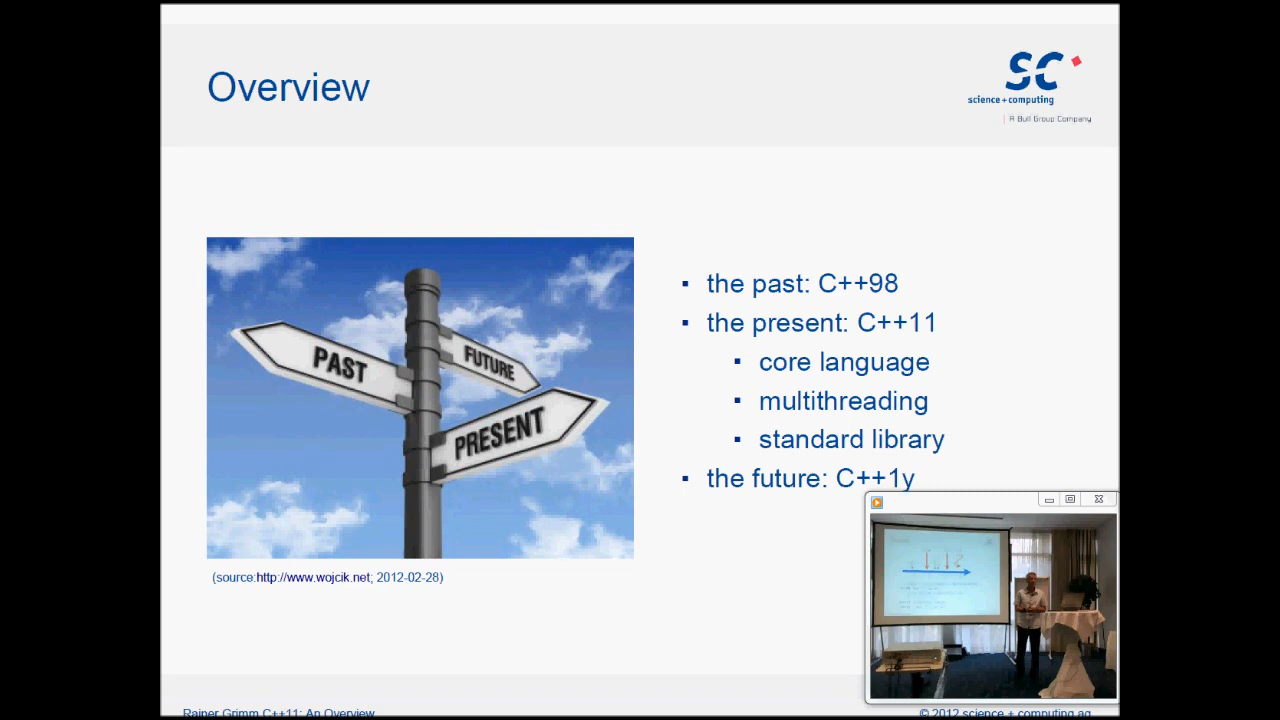 Overview
SC
science + computing
A Bull Group Company
PAST
FUTURE
PRESENT
the past: C++98
the present: C++11
core language
multithreading
standard library
the future: C++1y
(source:http://www.wojcik.net; 2012-02-28)
Rainer Grimm C++11: An Overview
© 2012 science + computing ag